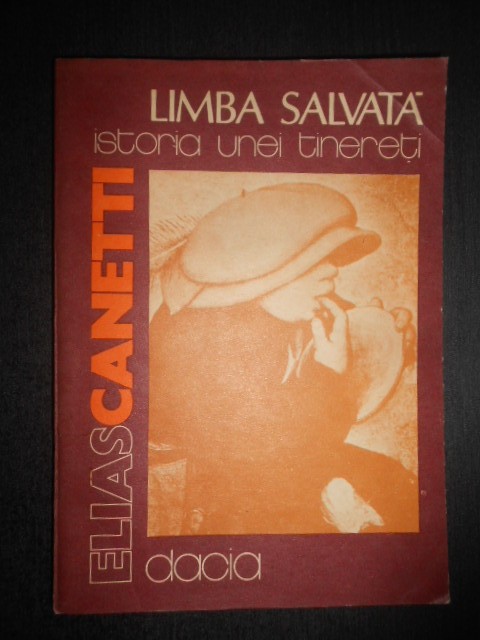 LIMBA SALVATĂ
istoria unei tinereți
ELIAS CANETTI
dacia